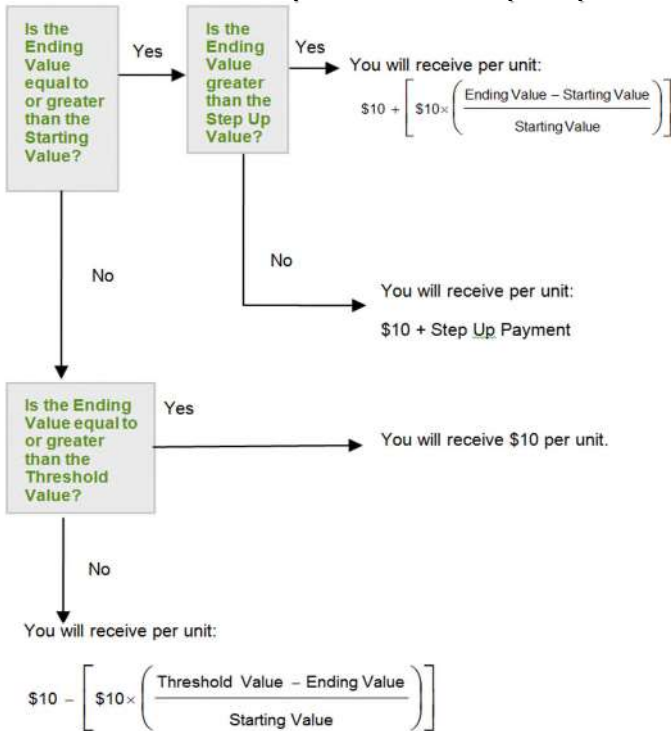 Is the
Ending
Value
equal to
or greater
than the
Starting
Value?
Yes
Is the
Ending
Value
greater
than the
Step Up
Value?
Yes
You will receive per unit:
$10 + [ $10× ( Ending Value – Starting Value
Starting Value ) ]
No
No
You will receive per unit:
$10 + Step Up Payment
Is the Ending
Value equal to
or greater
than the
Threshold
Value?
Yes
You will receive $10 per unit.
No
You will receive per unit:
$10 – [ $10× ( Threshold Value – Ending Value
Starting Value ) ]